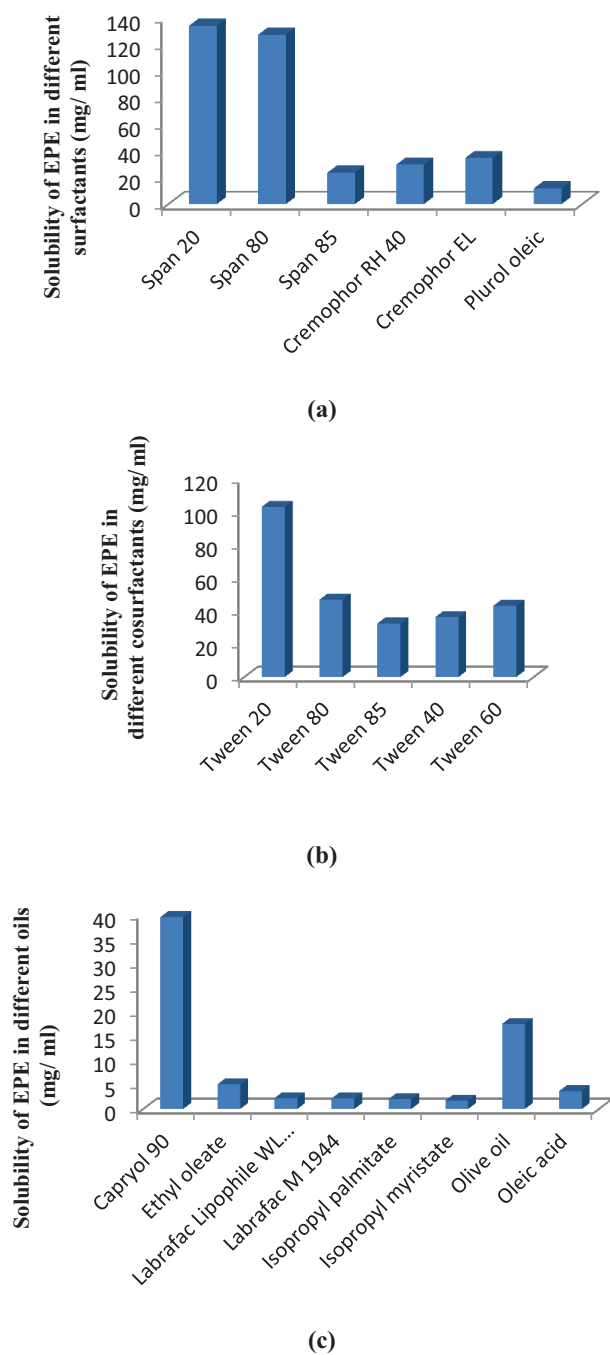 Solubility of EPE in different
surfactants (mg/ ml)
140
120
100
80
60
40
20
0
Span 20
Span 80
Span 85
Cremophor RH 40
Cremophor EL
Plurol oleic
(a)
Solubility of EPE in
different cosurfactants (mg/ml)
120
100
80
60
40
20
0
Tween 20
Tween 80
Tween 85
Tween 40
Tween 60
(b)
Solubility of EPE in different oils
(mg/ ml)
40
35
30
25
20
15
10
5
0
Capryol 90
Ethyl oleate
Labrafac Lipophile WL...
Labrafac M 1944
Isopropyl palmitate
Isopropyl myristate
Olive oil
Oleic acid
(c)